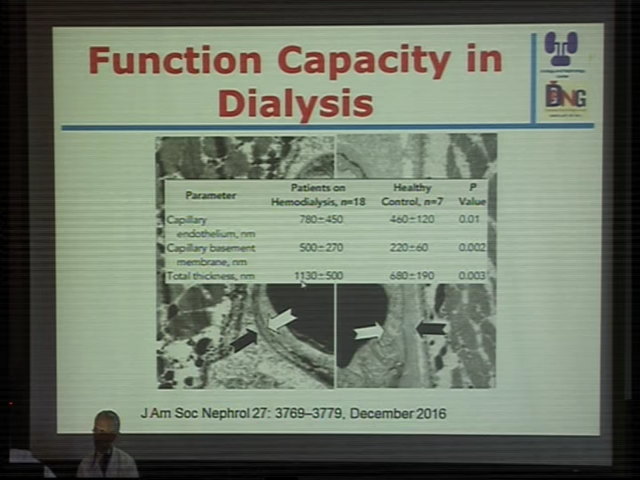 Function Capacity in
Dialysis
DNG
Parameter
Patients on
Hemodialysis, n=18
Healthy
Control, n=7
P
Value
Capillary
endothelium, nm
780±450
460±120
0.01
Capillary basement
membrane, nm
500±270
220±60
0.002
Total thickness, nm
1130±500
680±190
0.003
J Am Soc Nephrol 27: 3769–3779, December 2016